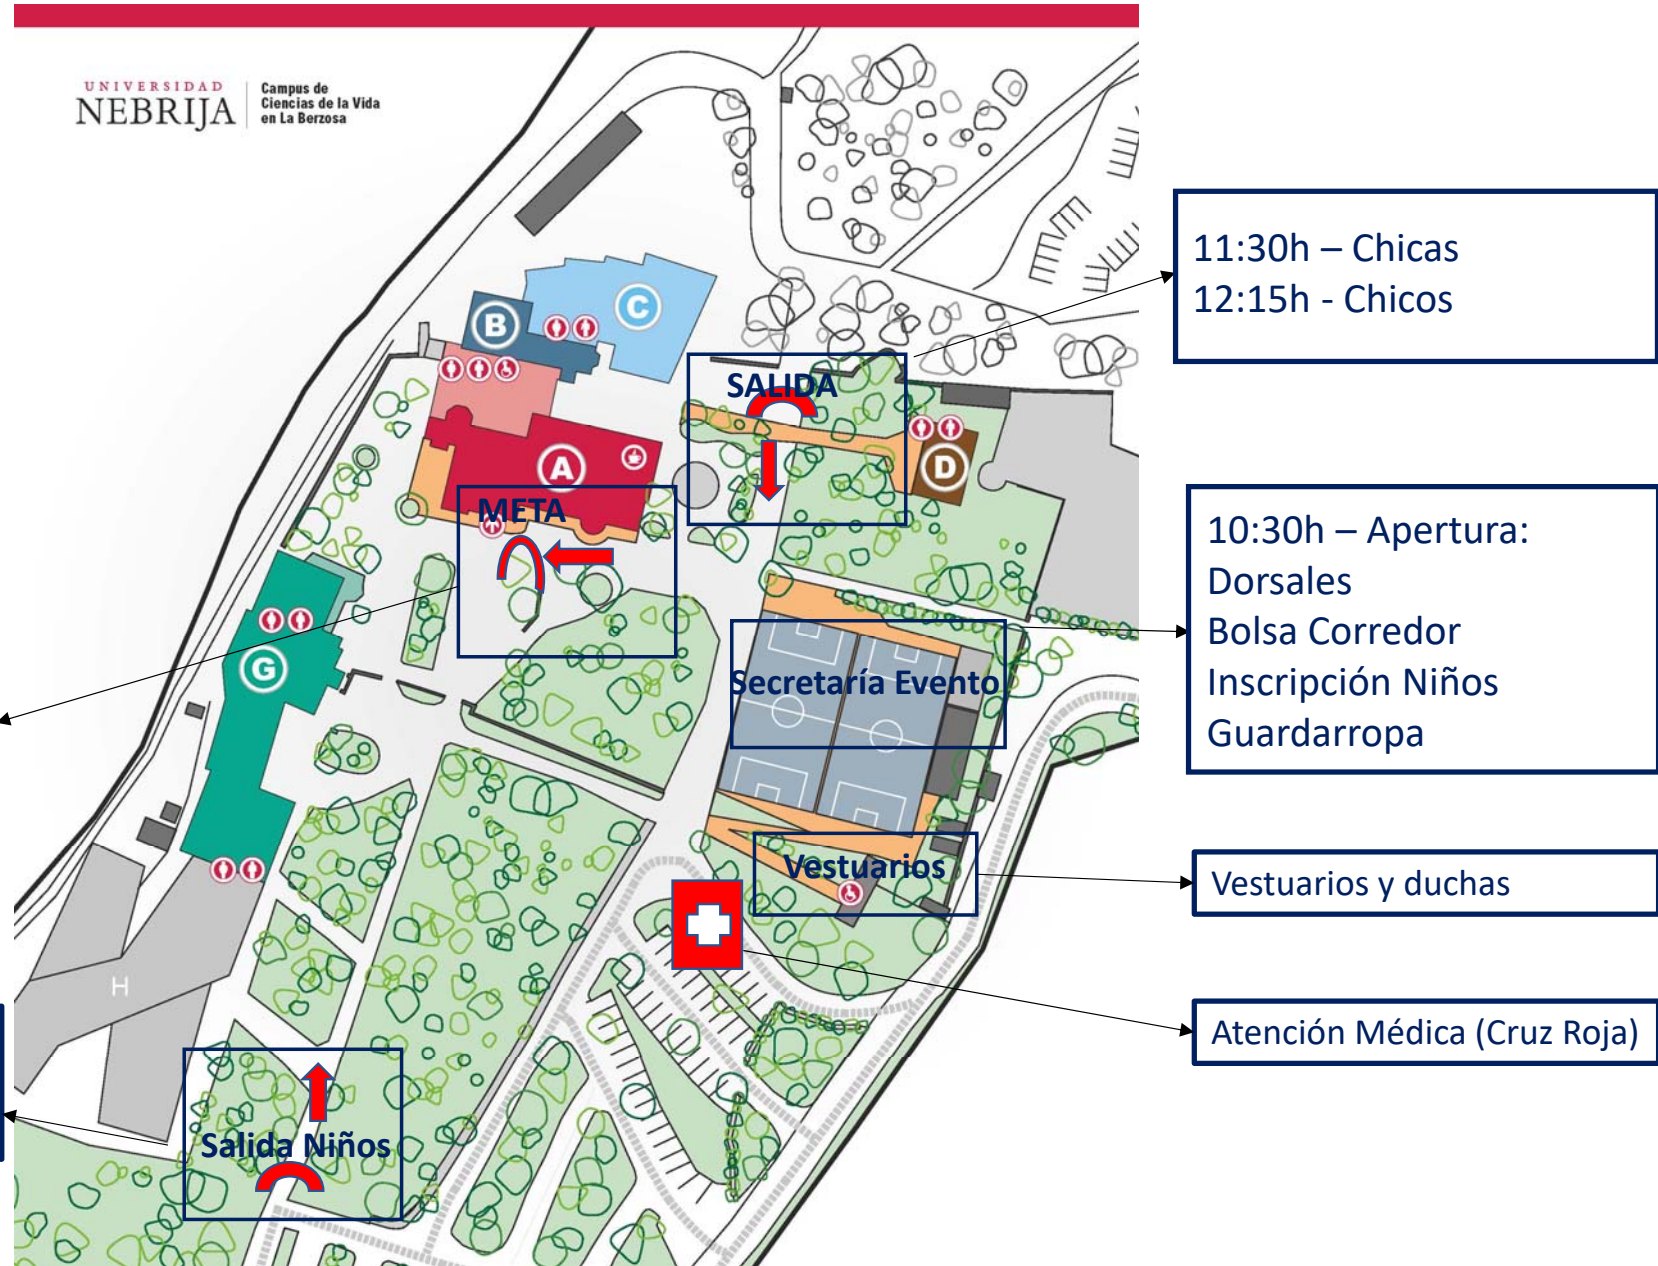 UNIVERSIDAD
NEBRIJA
Campus de
Ciencias de la Vida
en La Berzosa
11:30h – Chicas
12:15h - Chicos
C
B
SALIDA
A
D
META
10:30h – Apertura:
Dorsales
Bolsa Corredor
Inscripción Niños
Guardarropa
G
Secretaría Evento
Vestuarios
Vestuarios y duchas
H
Atención Médica (Cruz Roja)
Salida Niños